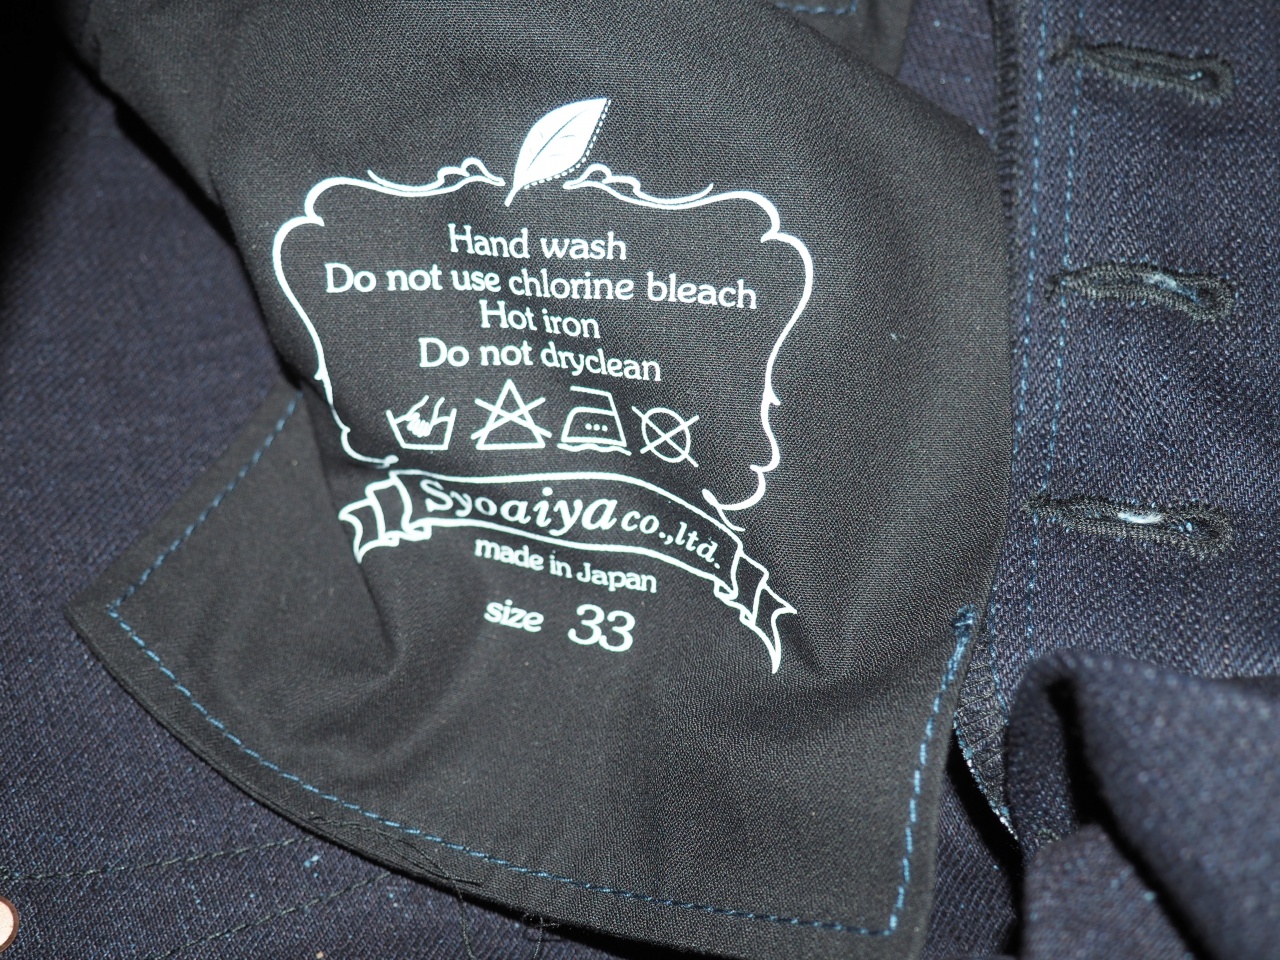 Hand wash
Do not use chlorine bleach
Hot iron
Do not dryclean
Syoaiya co.,ltd.
made in Japan
size 33